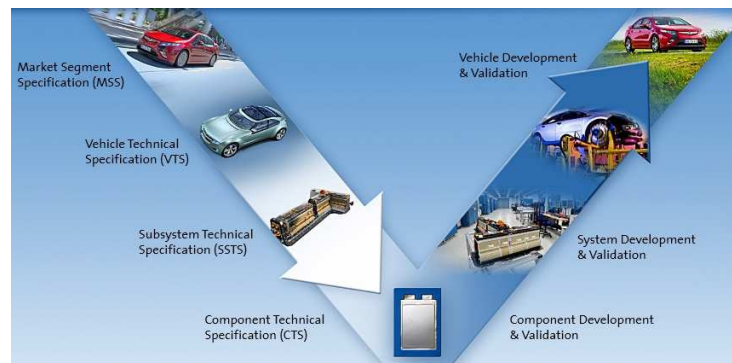 Market Segment
Specification (MSS)
Vehicle Technical
Specification (VTS)
Subsystem Technical
Specification (SSTS)
Component Technical
Specification (CTS)
Vehicle Development
& Validation
System Development
& Validation
Component Development
& Validation